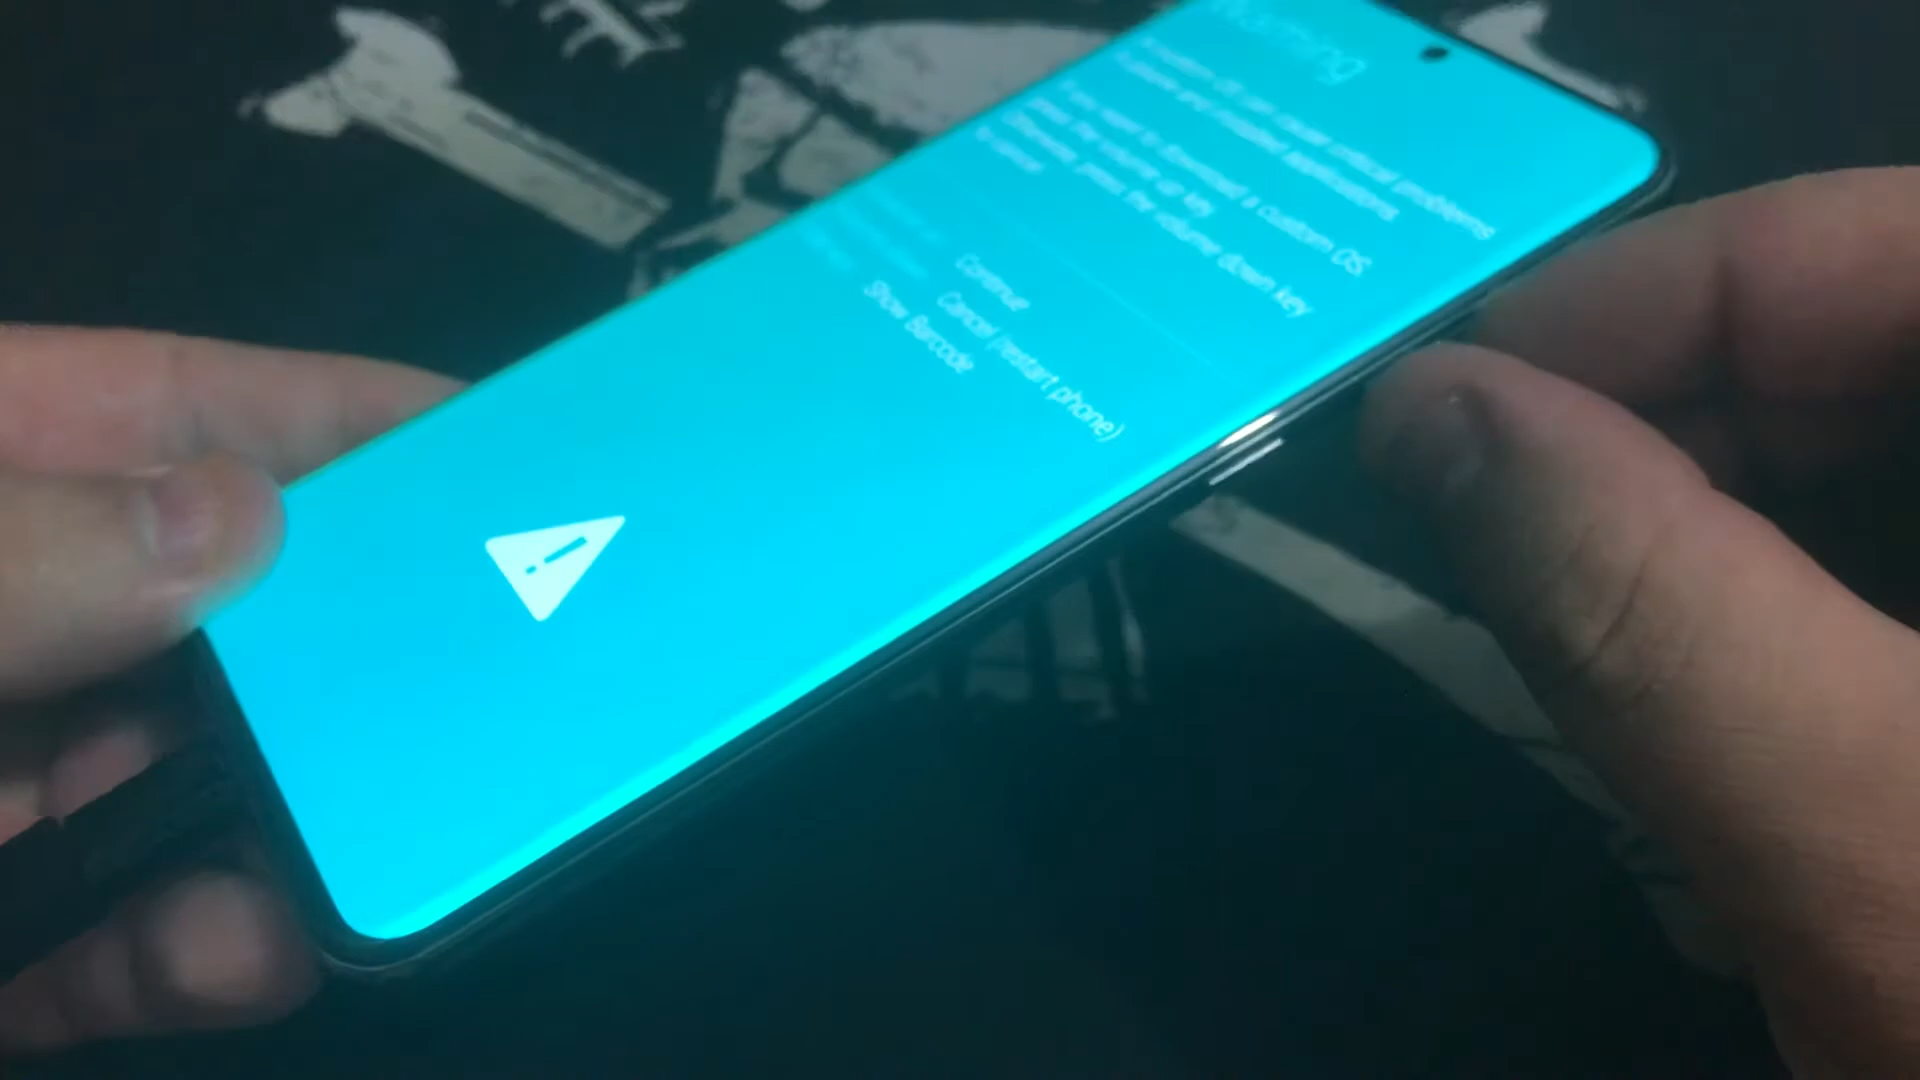 Warning
A custom OS can cause critical problems
in phone and installed applications.
If you want to download a custom OS,
press the volume up key.
Otherwise, press the volume down key
to cancel.
Continue
Cancel (restart phone)
Show Barcode